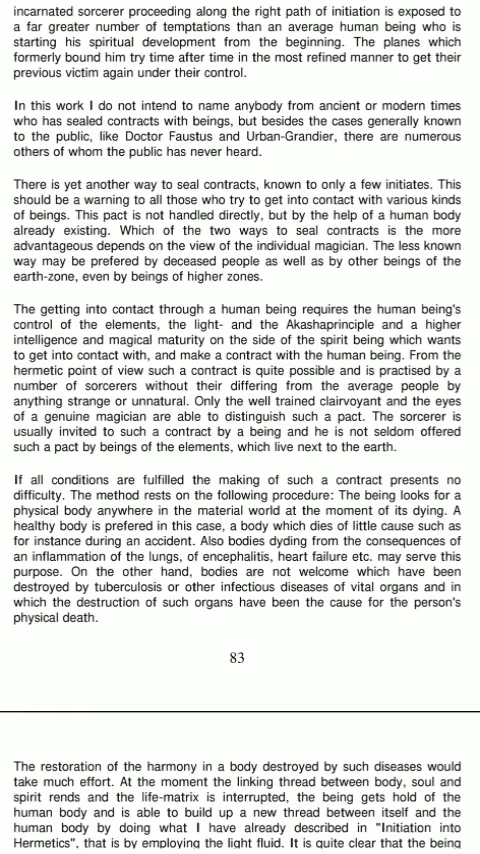 incarnated sorcerer proceeding along the right path of initiation is exposed to
a far greater number of temptations than an average human being who is
starting his spiritual development from the beginning. The planes which
formerly bound him try time after time in the most refined manner to get their
previous victim again under their control.
In this work I do not intend to name anybody from ancient or modern times
who has sealed contracts with beings, but besides the cases generally known
to the public, like Doctor Faustus and Urban-Grandier, there are numerous
others of whom the public has never heard.
There is yet another way to seal contracts, known to only a few initiates. This
should be a warning to all those who try to get into contact with various kinds
of beings. This pact is not handled directly, but by the help of a human body
already existing. Which of the two ways to seal contracts is the more
advantageous depends on the view of the individual magician. The less known
way may be prefered by deceased people as well as by other beings of the
earth-zone, even by beings of higher zones.
The getting into contact through a human being requires the human being's
control of the elements, the light- and the Akashaprinciple and a higher
intelligence and magical maturity on the side of the spirit being which wants
to get into contact with, and make a contract with the human being. From the
hermetic point of view such a contract is quite possible and is practised by a
number of sorcerers without their differing from the average people by
anything strange or unnatural. Only the well trained clairvoyant and the eyes
of a genuine magician are able to distinguish such a pact. The sorcerer is
usually invited to such a contract by a being and he is not seldom offered
such a pact by beings of the elements, which live next to the earth.
If all conditions are fulfilled the making of such a contract presents no
difficulty. The method rests on the following procedure: The being looks for a
physical body anywhere in the material world at the moment of its dying. A
healthy body is prefered in this case, a body which dies of little cause such as
for instance during an accident. Also bodies dyding from the consequences of
an inflammation of the lungs, of encephalitis, heart failure etc. may serve this
purpose. On the other hand, bodies are not welcome which have been
destroyed by tuberculosis or other infectious diseases of vital organs and in
which the destruction of such organs have been the cause for the person's
physical death.
83
The restoration of the harmony in a body destroyed by such diseases would
take much effort. At the moment the linking thread between body, soul and
spirit rends and the life-matrix is interrupted, the being gets hold of the
human body and is able to build up a new thread between itself and the
human body by doing what I have already described in "Initiation into
Hermetics", that is by employing the light fluid. It is quite clear that the being